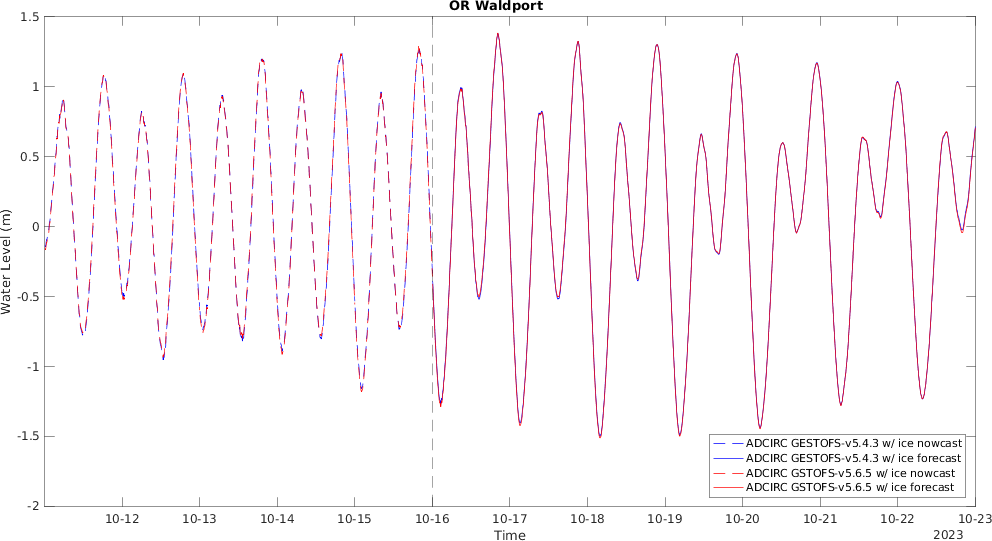 OR Waldport
1.5
1
0.5
0
-0.5
-1
-1.5
-2
Water Level (m)
10-12 10-13 10-14 10-15 10-16 10-17 10-18 10-19 10-20 10-21 10-22 10-23
Time
2023
ADCIRC GESTOFS-v5.4.3 w/ ice nowcast
ADCIRC GESTOFS-v5.4.3 w/ ice forecast
ADCIRC GSTOFS-v5.6.5 w/ ice nowcast
ADCIRC GSTOFS-v5.6.5 w/ ice forecast